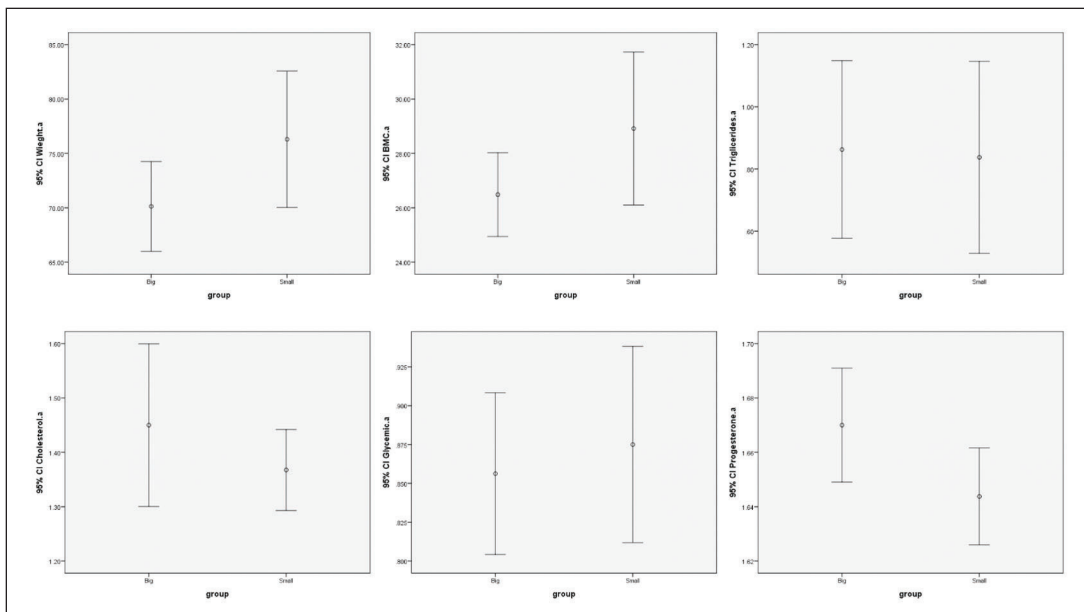 95% CI Wieght.a
85.00
80.00
75.00
70.00
65.00
Big
Small
group
95% CI BMC.a
32.00
30.00
28.00
26.00
24.00
Big
Small
group
95% CI Triglicerides.a
1.20
1.00
.80
.60
Big
Small
group
95% CI Cholesterol.a
1.60
1.50
1.40
1.30
1.20
Big
Small
group
95% CI Glycemic.a
.925
.900
.875
.850
.825
.800
Big
Small
group
95% CI Progesterone.a
1.70
1.68
1.66
1.64
1.62
Big
Small
group